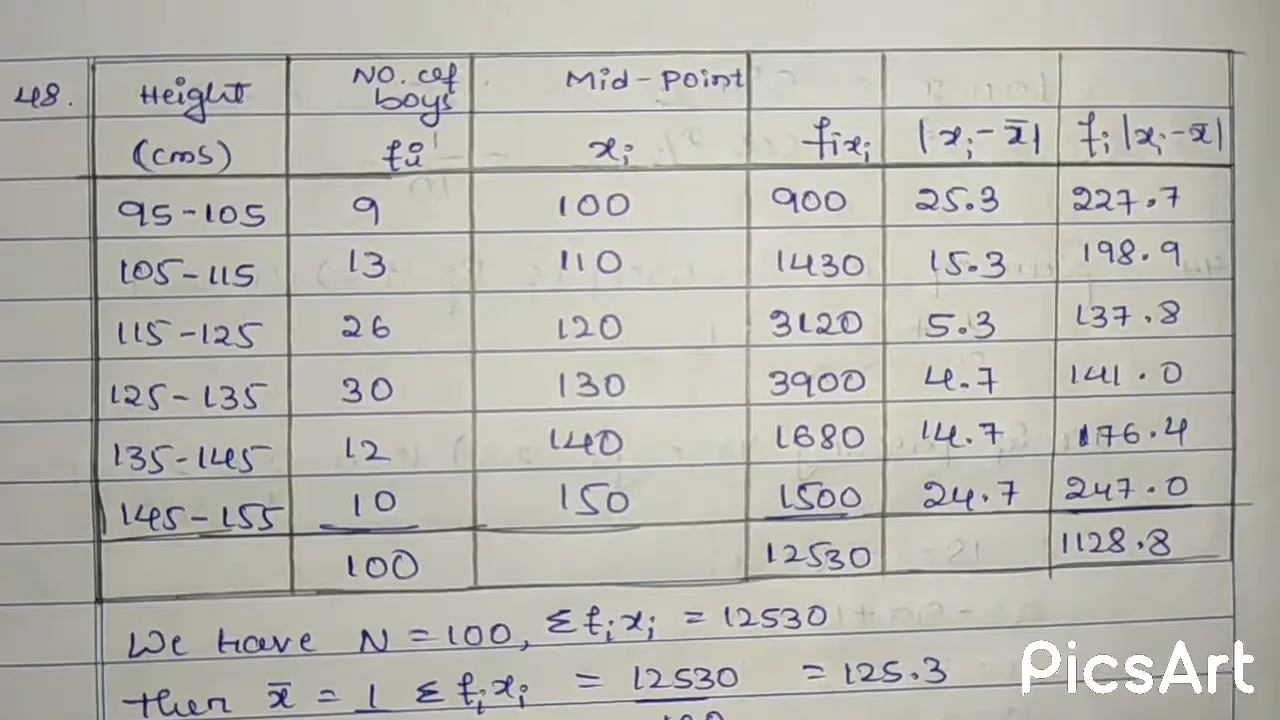 48. Height NO. of boys Mid-Point
(cms) fi xi fixi |xi - x̄| fi |xi - x̄|
95-105 9 100 900 25.3 227.7
105-115 13 110 1430 15.3 198.9
115-125 26 120 3120 5.3 137.8
125-135 30 130 3900 4.7 141.0
135-145 12 140 1680 14.7 176.4
145-155 10 150 1500 24.7 247.0
100 12530 1128.8
We have N = 100, Σfixi = 12530
then x̄ = 1 Σfixi = 12530 = 125.3
PicsArt